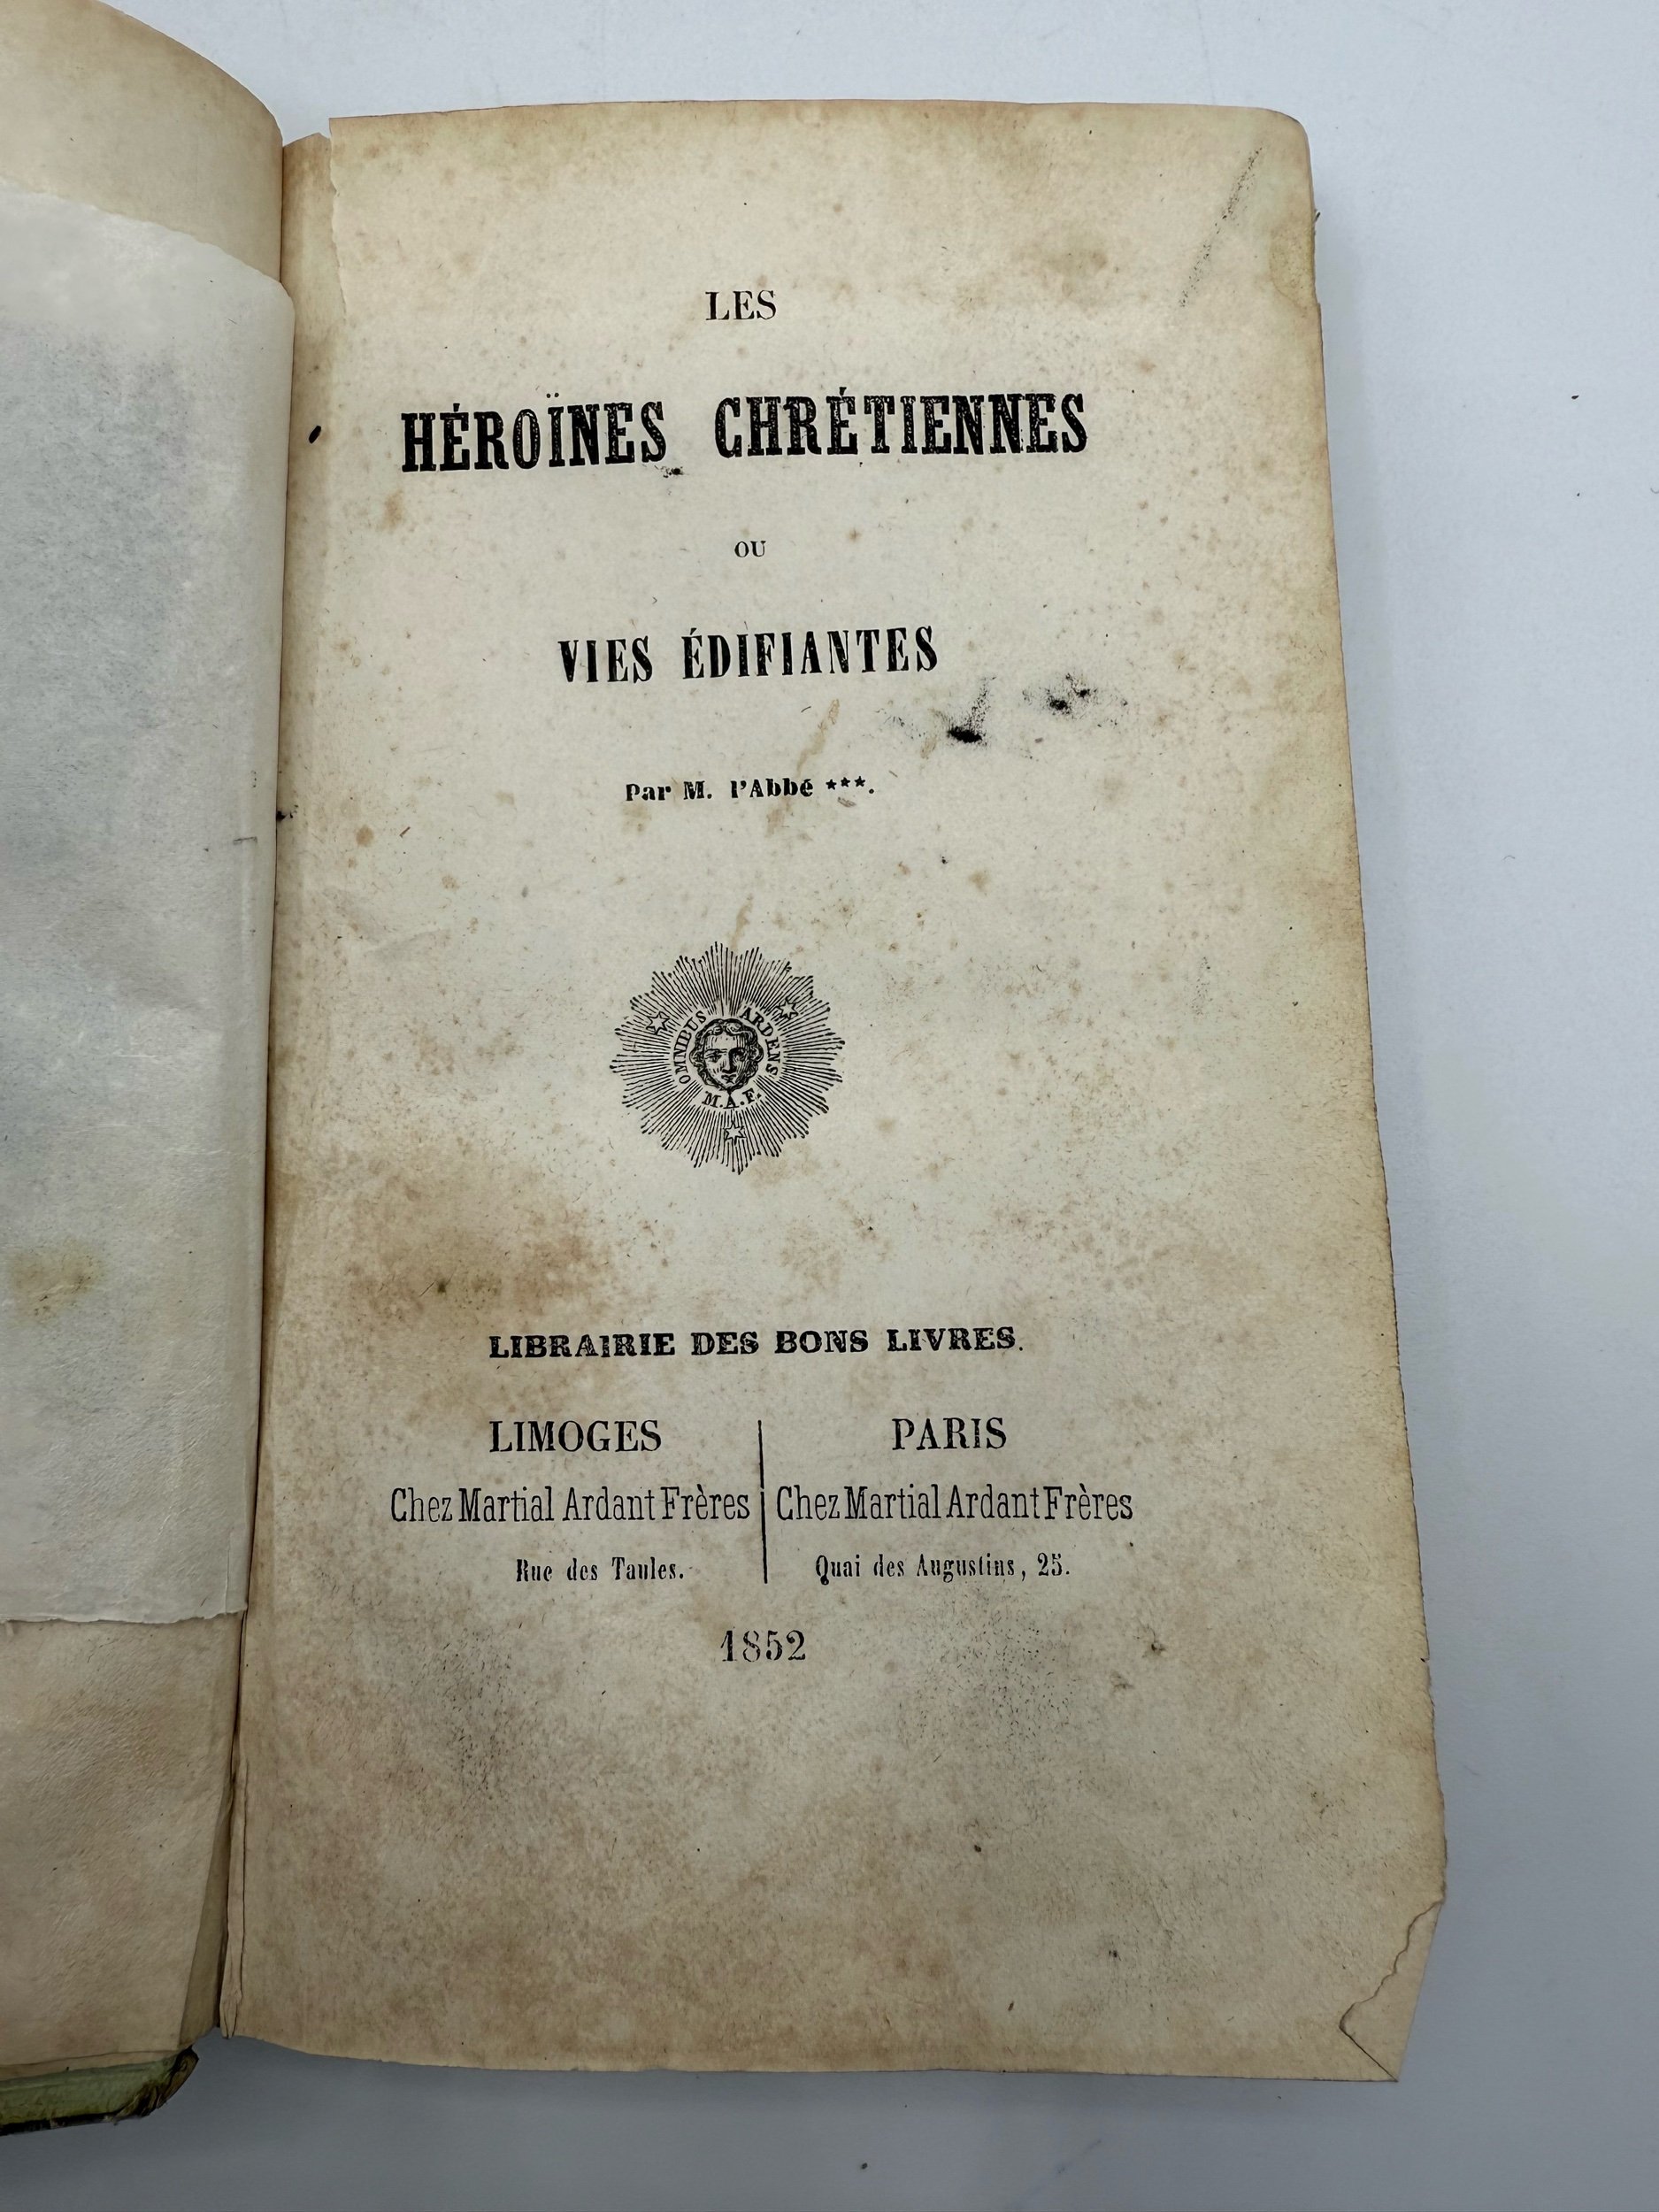 LES
HÉROÏNES CHRÉTIENNES
OU
VIES ÉDIFIANTES
Par M. l'Abbé ***.
OMNIBUS ARDENS
M.A.F.
LIBRAIRIE DES BONS LIVRES.
LIMOGES
Chez Martial Ardant Frères
Rue des Taules.
PARIS
Chez Martial Ardant Frères
Quai des Augustins, 25.
1852